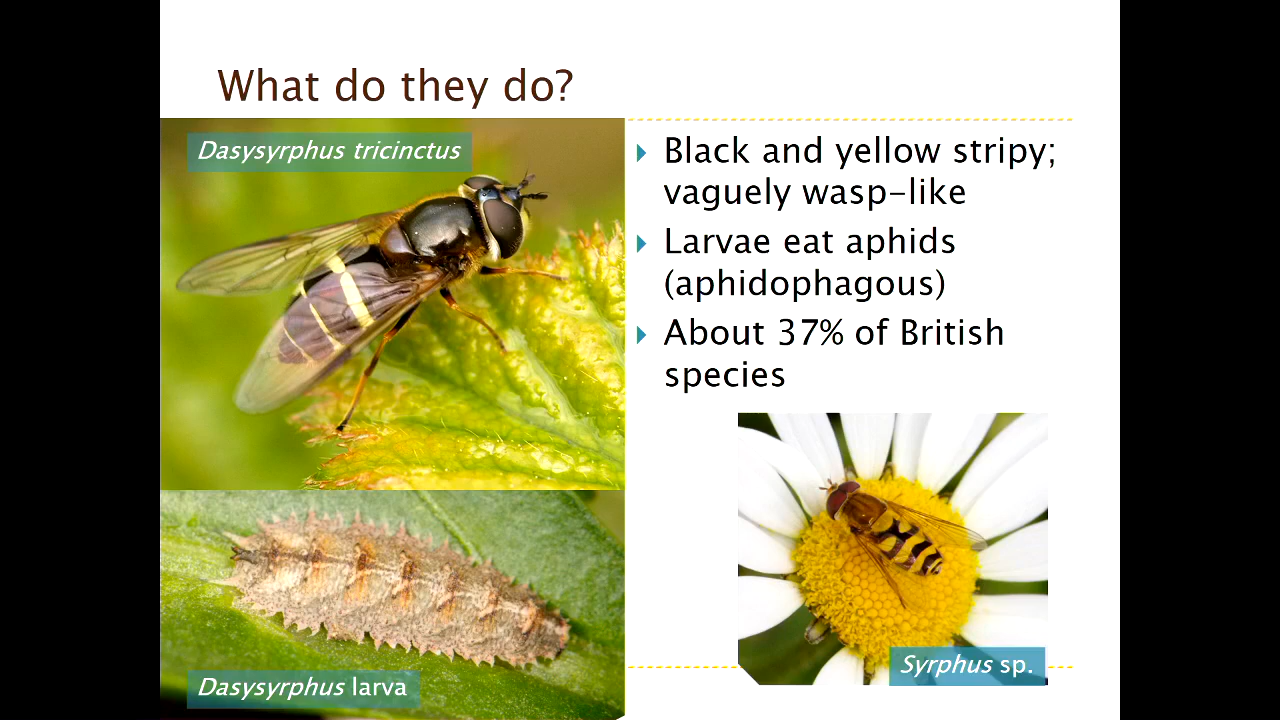 What do they do?
Dasysyrphus tricinctus
Black and yellow stripy;
vaguely wasp-like
Larvae eat aphids
(aphidophagous)
About 37% of British
species
Syrphus sp.
Dasysyrphus larva